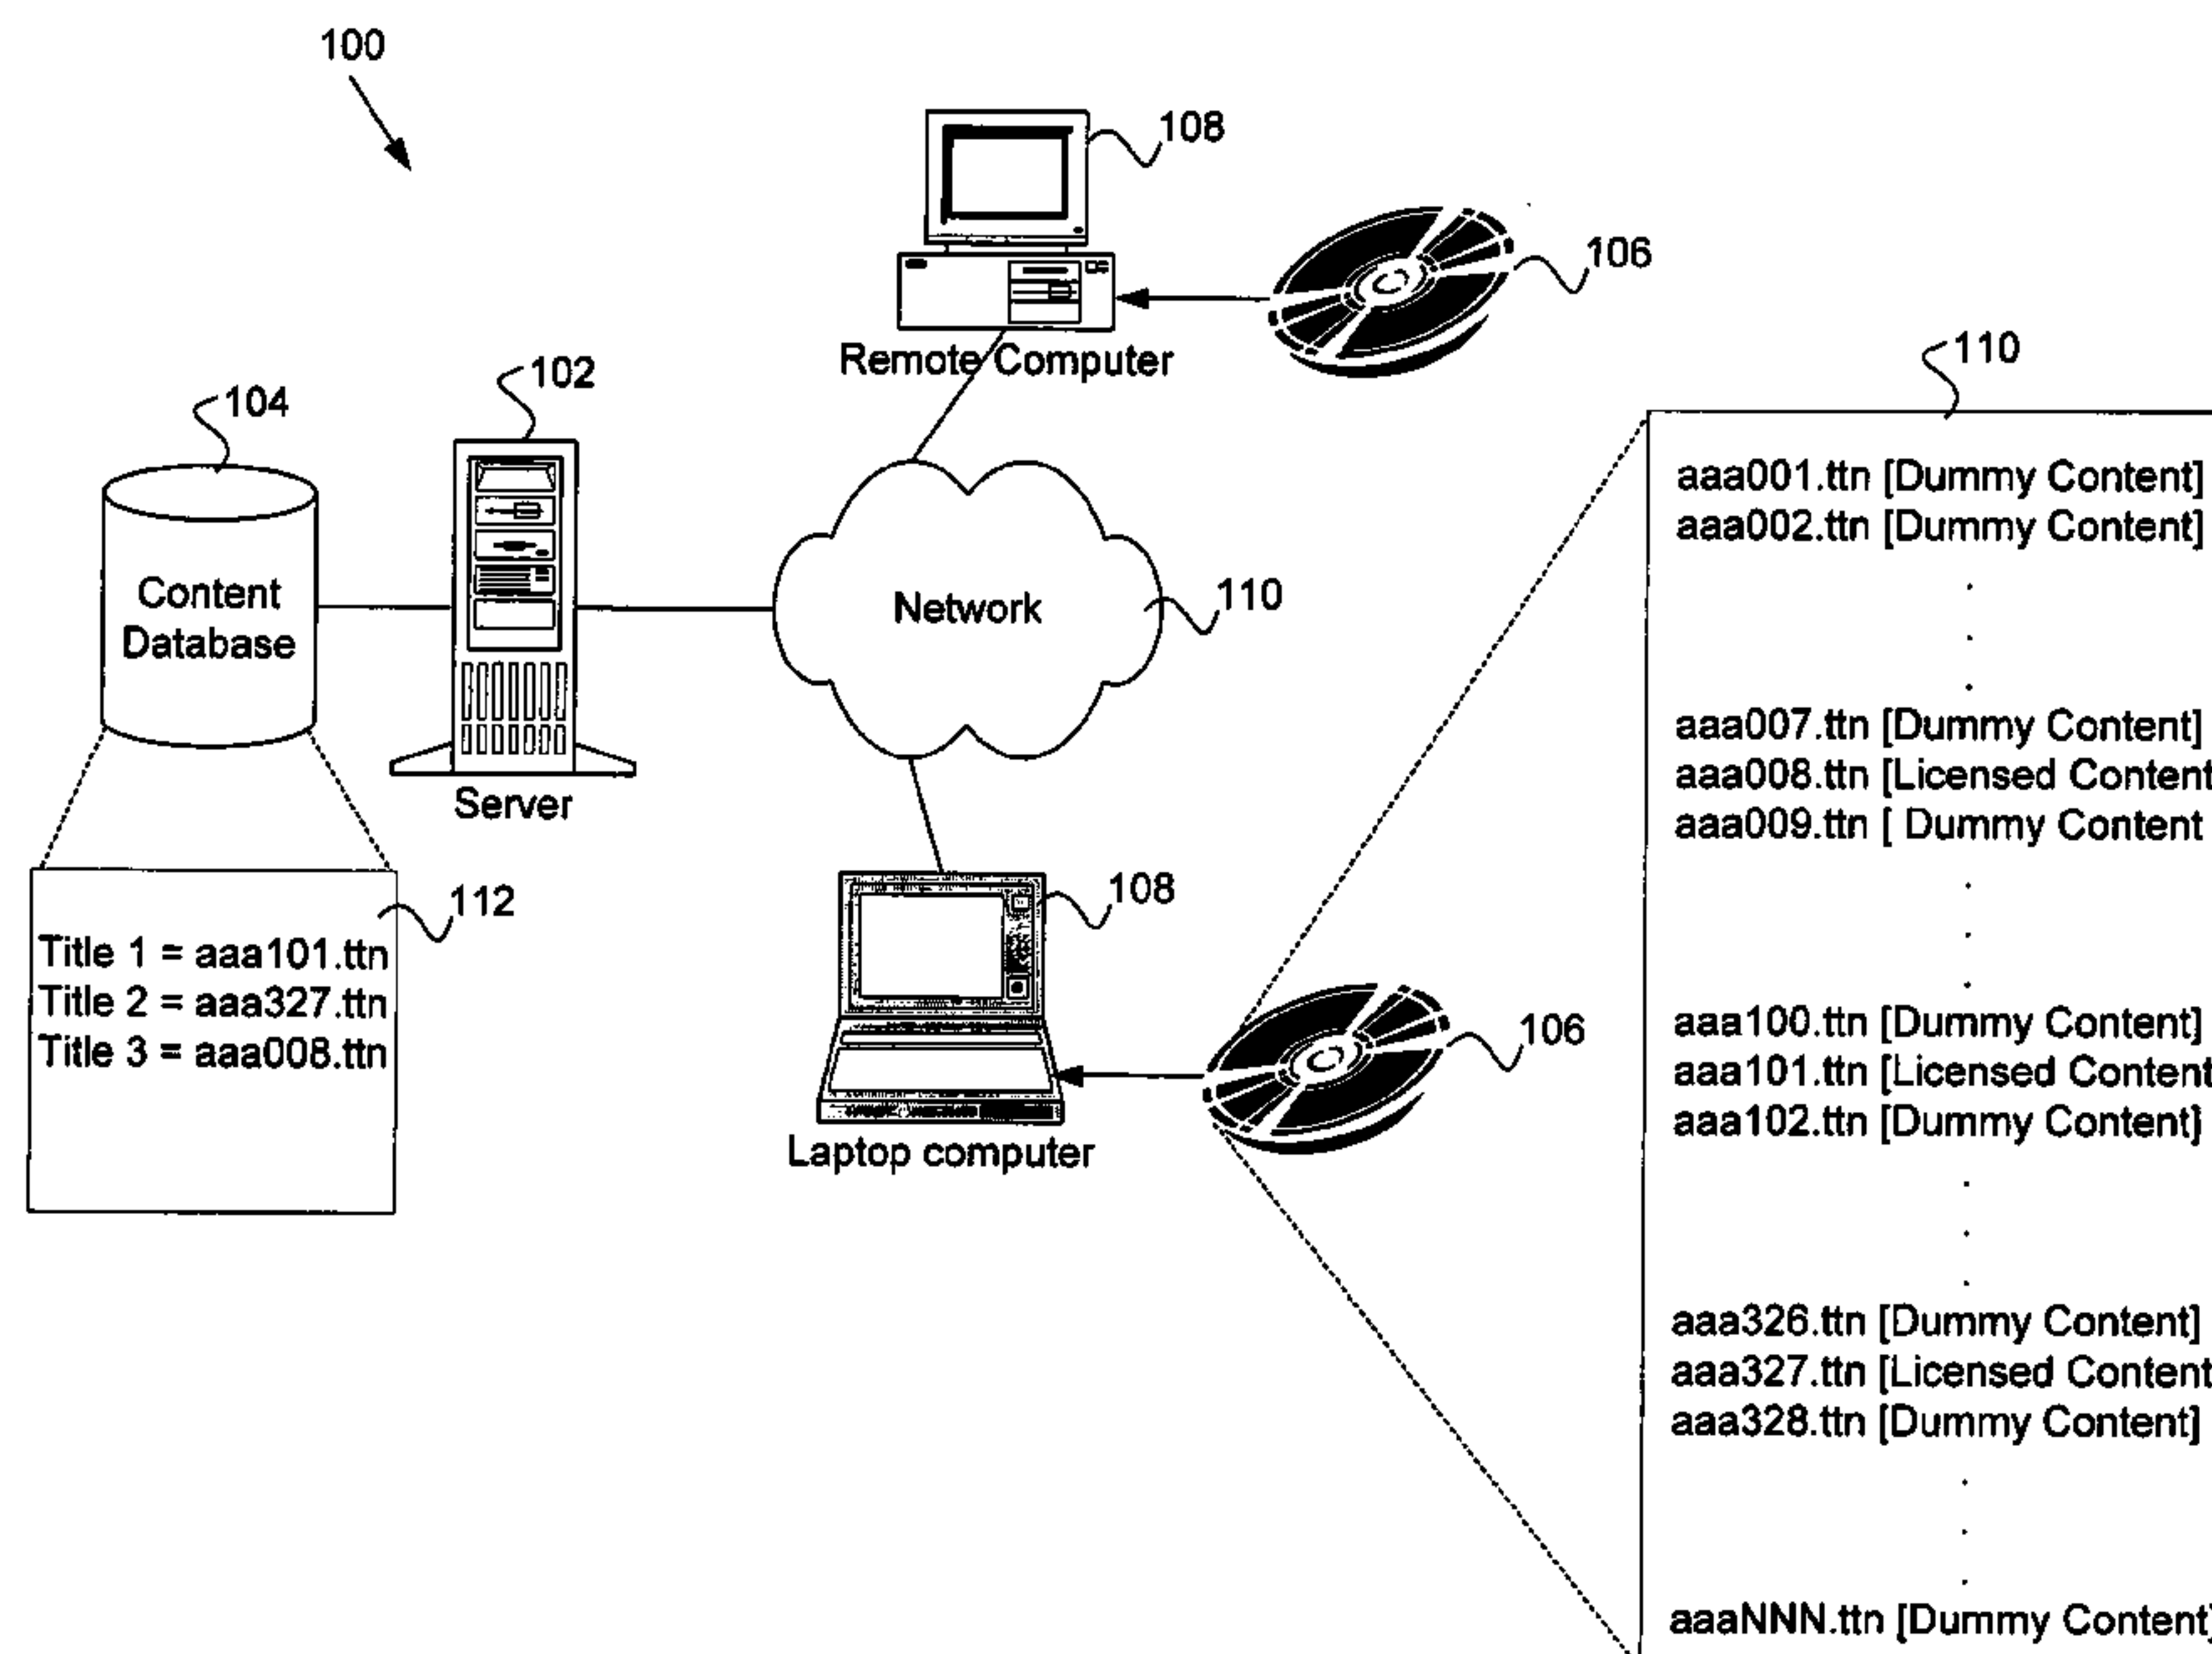 100
108
106
Remote Computer
110
102
104
aaa001.ttn [Dummy Content]
aaa002.ttn [Dummy Content]
.
.
.
Content
Database
Network
110
aaa007.ttn [Dummy Content]
aaa008.ttn [Licensed Content
aaa009.ttn [ Dummy Content
.
.
.
Server
108
112
Title 1 = aaa101.ttn
Title 2 = aaa327.ttn
Title 3 = aaa008.ttn
106
Laptop computer
aaa100.ttn [Dummy Content]
aaa101.ttn [Licensed Content
aaa102.ttn [Dummy Content]
.
.
.
aaa326.ttn [Dummy Content]
aaa327.ttn [Licensed Content
aaa328.ttn [Dummy Content]
.
.
.
aaaNNN.ttn [Dummy Content]